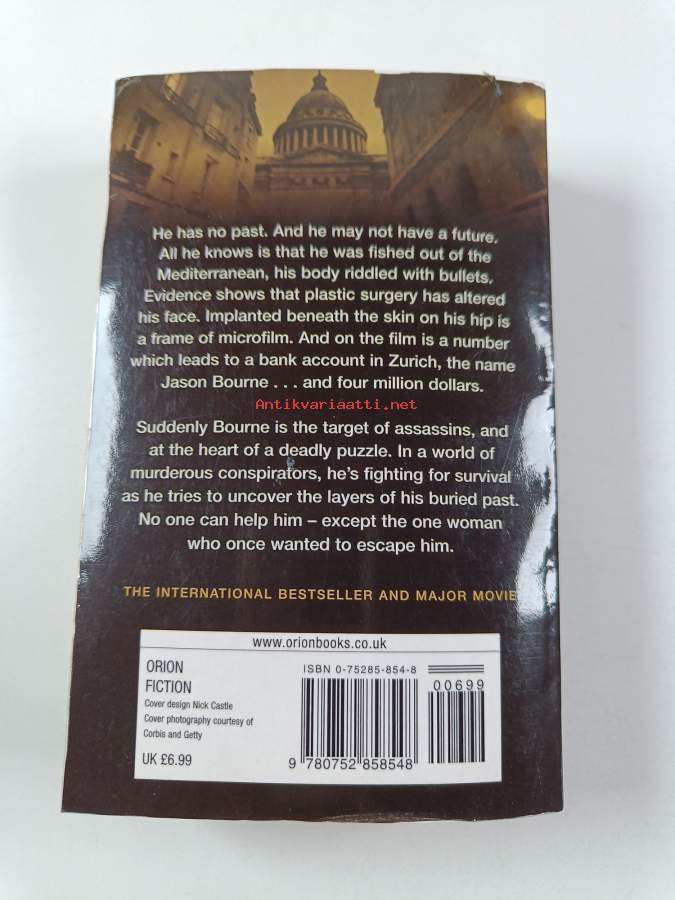 He has no past. And he may not have a future.
All he knows is that he was fished out of the
Mediterranean, his body riddled with bullets.
Evidence shows that plastic surgery has altered
his face. Implanted beneath the skin on his hip is
a frame of microfilm. And on the film is a number
which leads to a bank account in Zurich, the name
Jason Bourne . . . and four million dollars.
Antikvariaatti.net
Suddenly Bourne is the target of assassins, and
at the heart of a deadly puzzle. In a world of
murderous conspirators, he's fighting for survival
as he tries to uncover the layers of his buried past.
No one can help him – except the one woman
who once wanted to escape him.
THE INTERNATIONAL BESTSELLER AND MAJOR MOVIE
www.orionbooks.co.uk
ORION
FICTION
Cover design Nick Castle
Cover photography courtesy of
Corbis and Getty
UK £6.99
ISBN 0-75285-854-8
00699
9 780752 858548